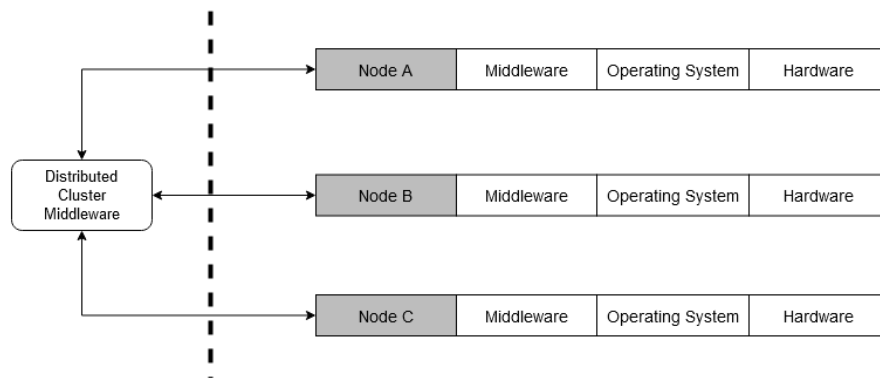 Node A Middleware Operating System Hardware
Distributed
Cluster
Middleware
Node B Middleware Operating System Hardware
Node C Middleware Operating System Hardware